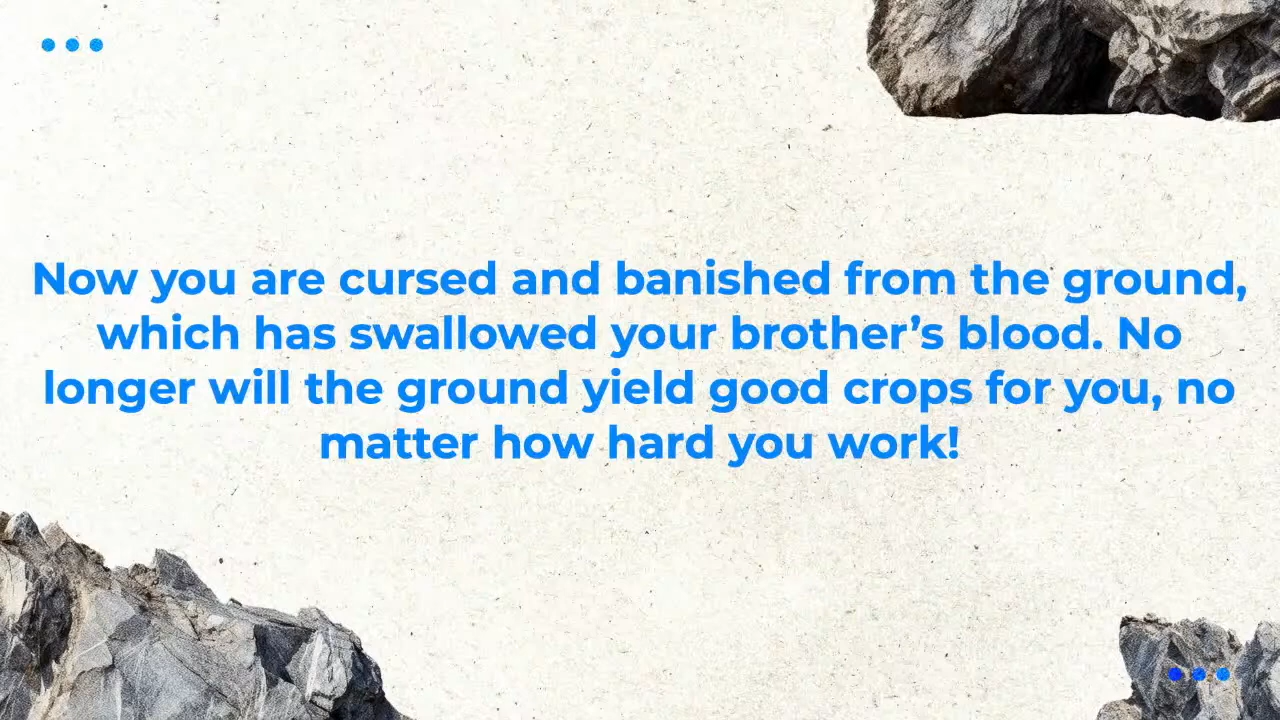 Now you are cursed and banished from the ground,
which has swallowed your brother’s blood. No
longer will the ground yield good crops for you, no
matter how hard you work!